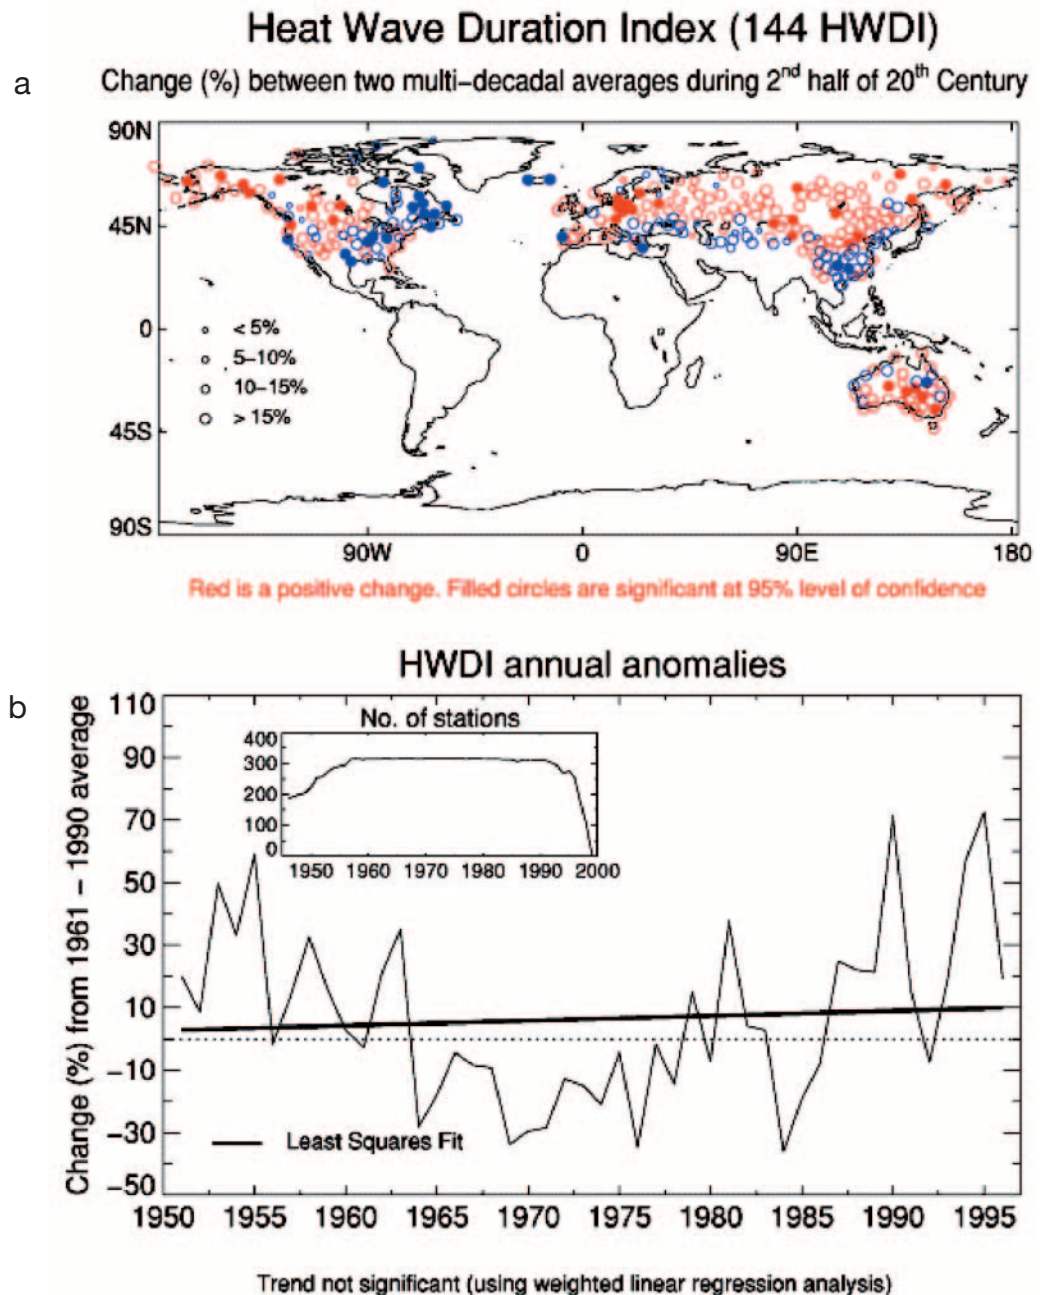 Heat Wave Duration Index (144 HWDI)
a
Change (%) between two multi-decadal averages during 2nd half of 20th Century
90N
45N
0
45S
90S
< 5%
5-10%
10-15%
> 15%
90W 0 90E 180
Red is a positive change. Filled circles are significant at 95% level of confidence
HWDI annual anomalies
b
Change (%) from 1961 - 1990 average
110
90
70
50
30
10
-10
-30
-50
No. of stations
400
300
200
100
0
1950 1960 1970 1980 1990 2000
Least Squares Fit
1950 1955 1960 1965 1970 1975 1980 1985 1990 1995
Trend not significant (using weighted linear regression analysis)